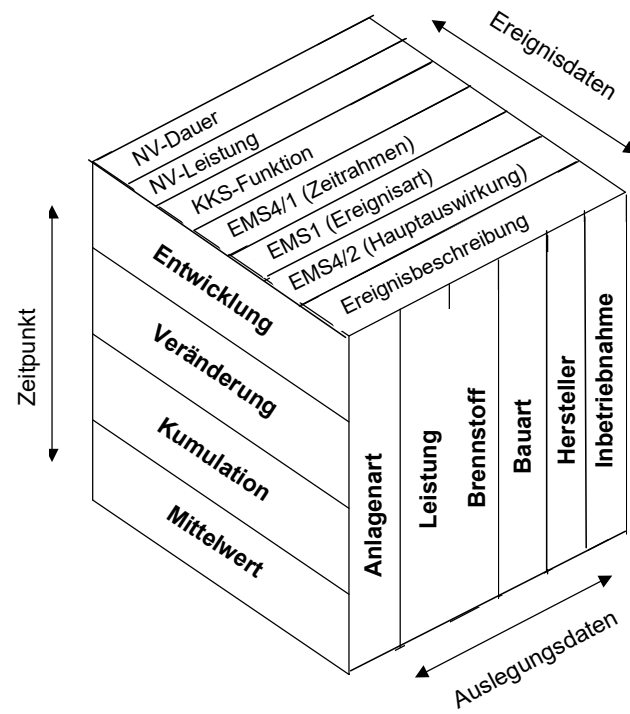 Ereignisdaten
NV-Dauer
NV-Leistung
KKS-Funktion
EMS4/1 (Zeitrahmen)
EMS1 (Ereignisart)
EMS4/2 (Hauptauswirkung)
Ereignisbeschreibung
Zeitpunkt
Entwicklung
Veränderung
Kumulation
Mittelwert
Anlagenart
Leistung
Brennstoff
Bauart
Hersteller
Inbetriebnahme
Auslegungsdaten